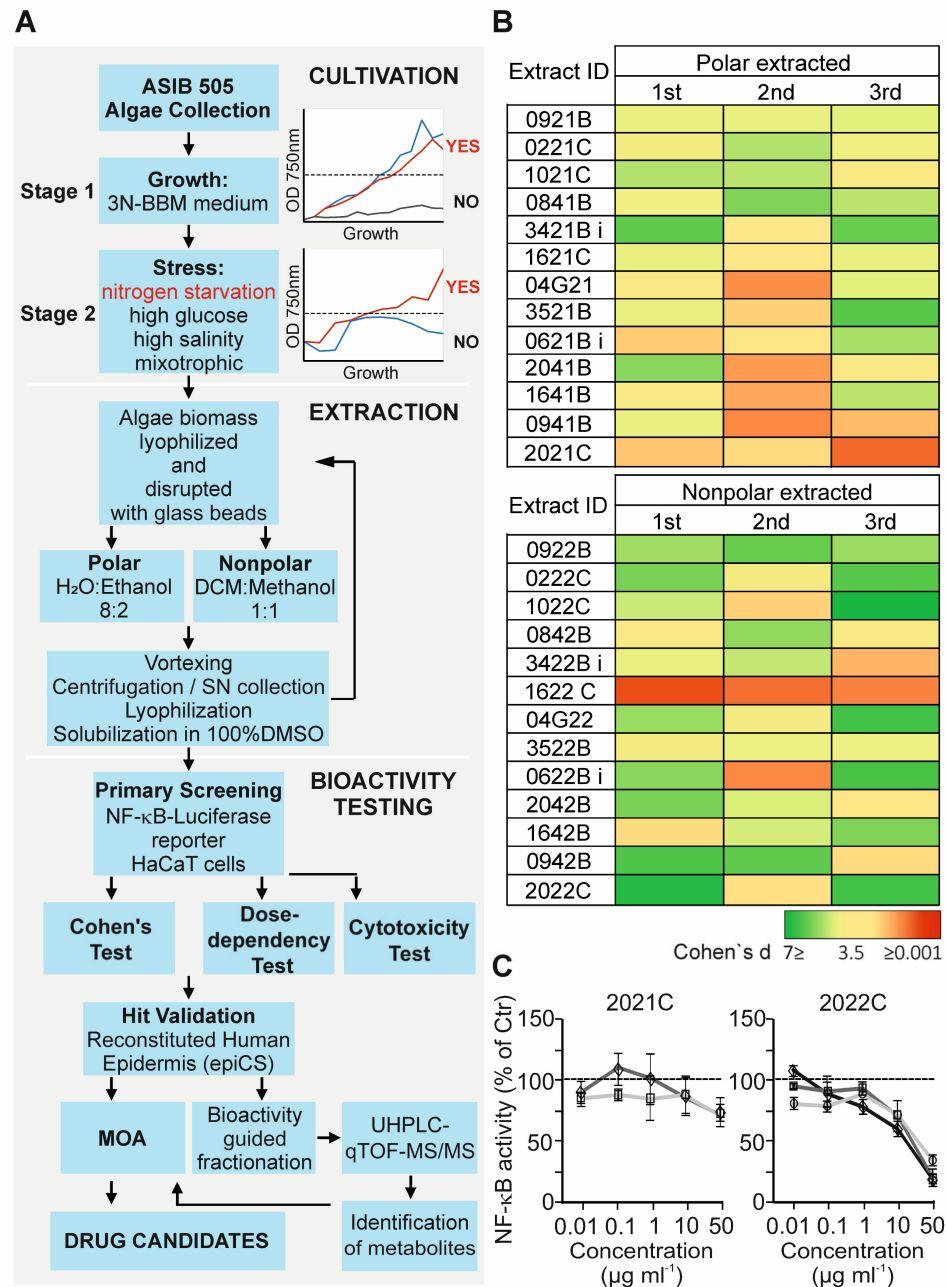 A
CULTIVATION
ASIB 505
Algae Collection
Stage 1
Growth:
3N-BBM medium
OD 750nm
YES
NO
Growth
Stage 2
Stress:
nitrogen starvation
high glucose
high salinity
mixotrophic
OD 750nm
YES
NO
Growth
EXTRACTION
Algae biomass
lyophilized
and
disrupted
with glass beads
Polar
H₂O:Ethanol
8:2
Nonpolar
DCM:Methanol
1:1
Vortexing
Centrifugation / SN collection
Lyophilization
Solubilization in 100%DMSO
BIOACTIVITY
TESTING
Primary Screening
NF-κB-Luciferase
reporter
HaCaT cells
Cohen's
Test
Dose-
dependency
Test
Cytotoxicity
Test
Hit Validation
Reconstituted Human
Epidermis (epiCS)
MOA
Bioactivity
guided
fractionation
UHPLC-
qTOF-MS/MS
Identification
of metabolites
DRUG CANDIDATES
B
Extract ID
Polar extracted
1st 2nd 3rd
0921B
0221C
1021C
0841B
3421B i
1621C
04G21
3521B
0621B i
2041B
1641B
0941B
2021C
Extract ID
Nonpolar extracted
1st 2nd 3rd
0922B
0222C
1022C
0842B
3422B i
1622 C
04G22
3522B
0622B i
2042B
1642B
0942B
2022C
Cohen`s d 7≥ 3.5 ≥0.001
C
NF-κB activity (% of Ctr)
2021C
150
100
50
0
0.01 0.1 1 10 50
Concentration
(µg ml⁻¹)
2022C
150
100
50
0
0.01 0.1 1 10 50
Concentration
(µg ml⁻¹)